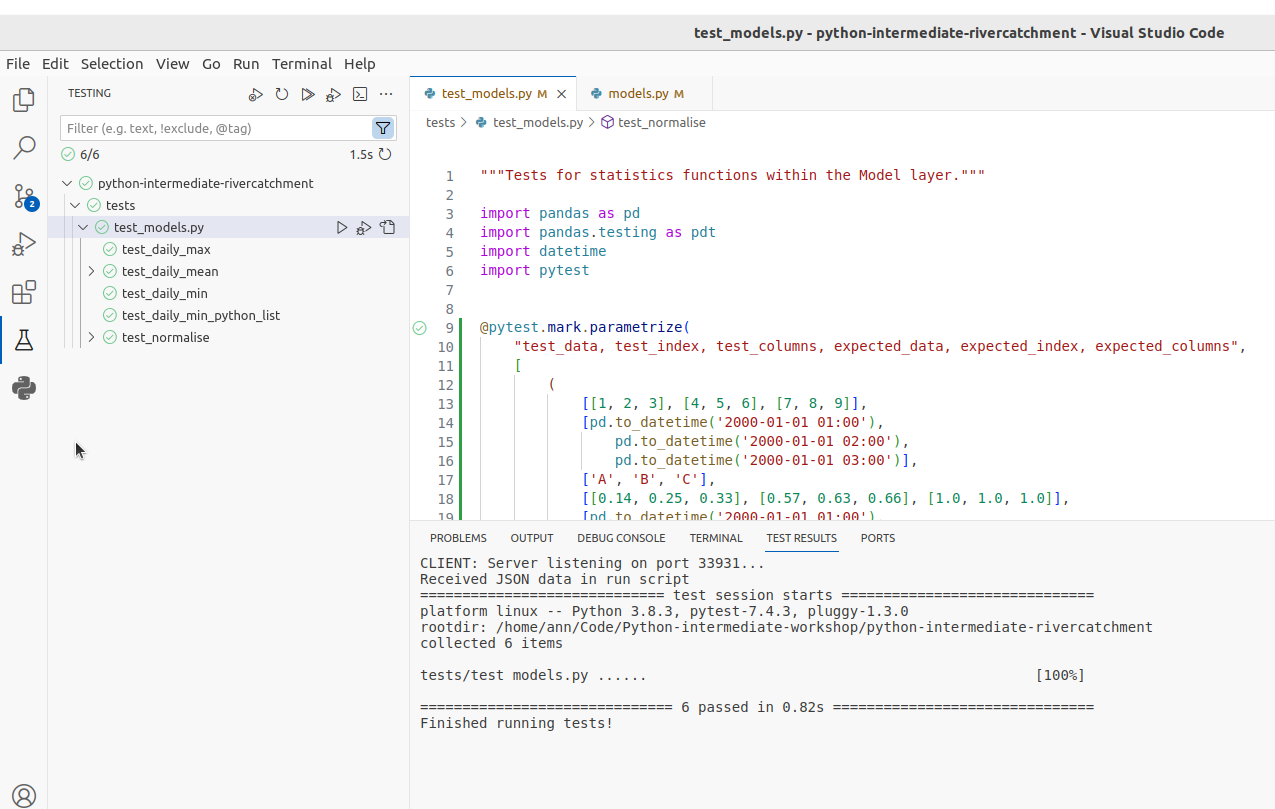 test_models.py - python-intermediate-rivercatchment - Visual Studio Code
File Edit Selection View Go Run Terminal Help
TESTING
Filter (e.g. text, !exclude, @tag)
6/6 1.5s
python-intermediate-rivercatchment
tests
test_models.py
test_daily_max
test_daily_mean
test_daily_min
test_daily_min_python_list
test_normalise
2
test_models.py M
models.py M
tests > test_models.py > test_normalise
1 """Tests for statistics functions within the Model layer."""
2
3 import pandas as pd
4 import pandas.testing as pdt
5 import datetime
6 import pytest
7
8
9 @pytest.mark.parametrize(
10 "test_data, test_index, test_columns, expected_data, expected_index, expected_columns",
11 [
12 (
13 [[1, 2, 3], [4, 5, 6], [7, 8, 9]],
14 [pd.to_datetime('2000-01-01 01:00'),
15 pd.to_datetime('2000-01-01 02:00'),
16 pd.to_datetime('2000-01-01 03:00')],
17 ['A', 'B', 'C'],
18 [[0.14, 0.25, 0.33], [0.57, 0.63, 0.66], [1.0, 1.0, 1.0]],
19 [pd.to_datetime('2000-01-01 01:00')
PROBLEMS OUTPUT DEBUG CONSOLE TERMINAL TEST RESULTS PORTS
CLIENT: Server listening on port 33931...
Received JSON data in run script
============================= test session starts ==============================
platform linux -- Python 3.8.3, pytest-7.4.3, pluggy-1.3.0
rootdir: /home/ann/Code/Python-intermediate-workshop/python-intermediate-rivercatchment
collected 6 items
tests/test models.py ...... [100%]
============================== 6 passed in 0.82s ===============================
Finished running tests!